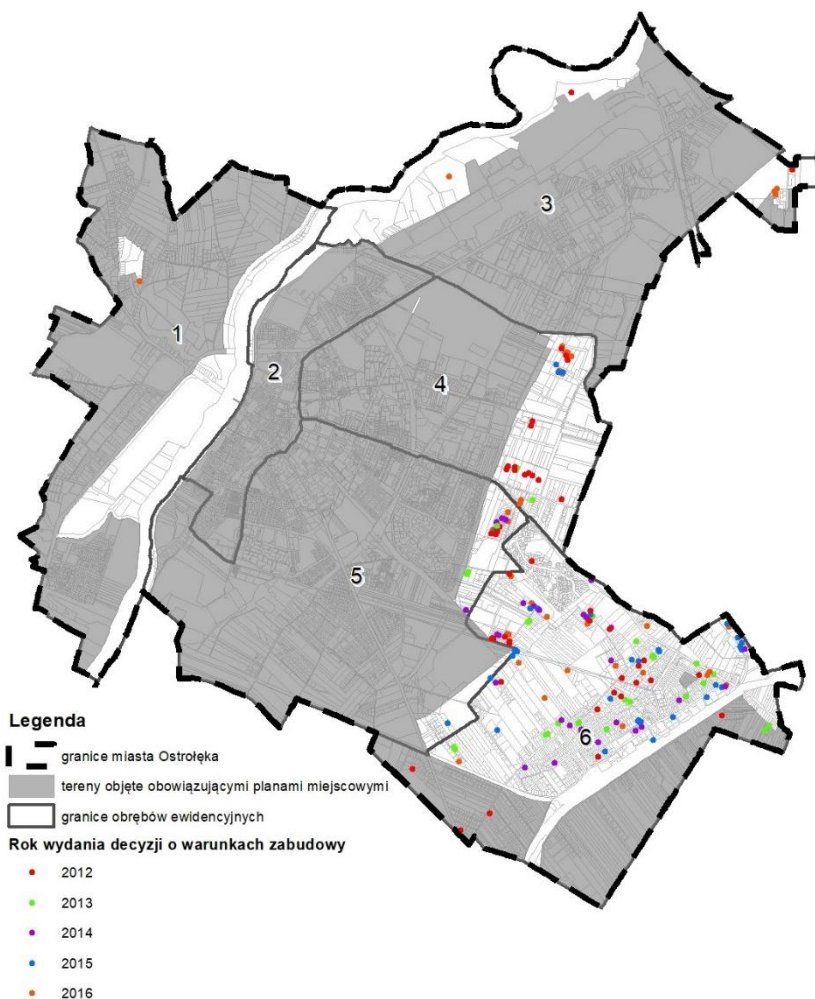 3
1
2
4
5
6
Legenda
granice miasta Ostrołęka
tereny objęte obowiązującymi planami miejscowymi
granice obrębów ewidencyjnych
Rok wydania decyzji o warunkach zabudowy
2012
2013
2014
2015
2016